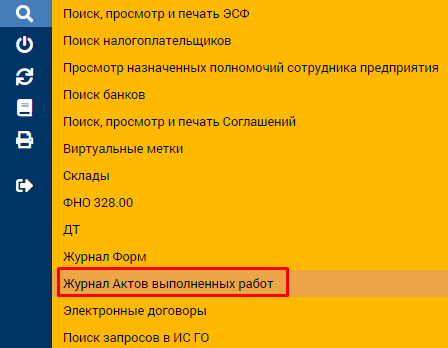 Поиск, просмотр и печать ЭСФ
Поиск налогоплательщиков
Просмотр назначенных полномочий сотрудника предприятия
Поиск банков
Поиск, просмотр и печать Соглашений
Виртуальные метки
Склады
ФНО 328.00
ДТ
Журнал Форм
Журнал Актов выполненных работ
Электронные договоры
Поиск запросов в ИС ГО